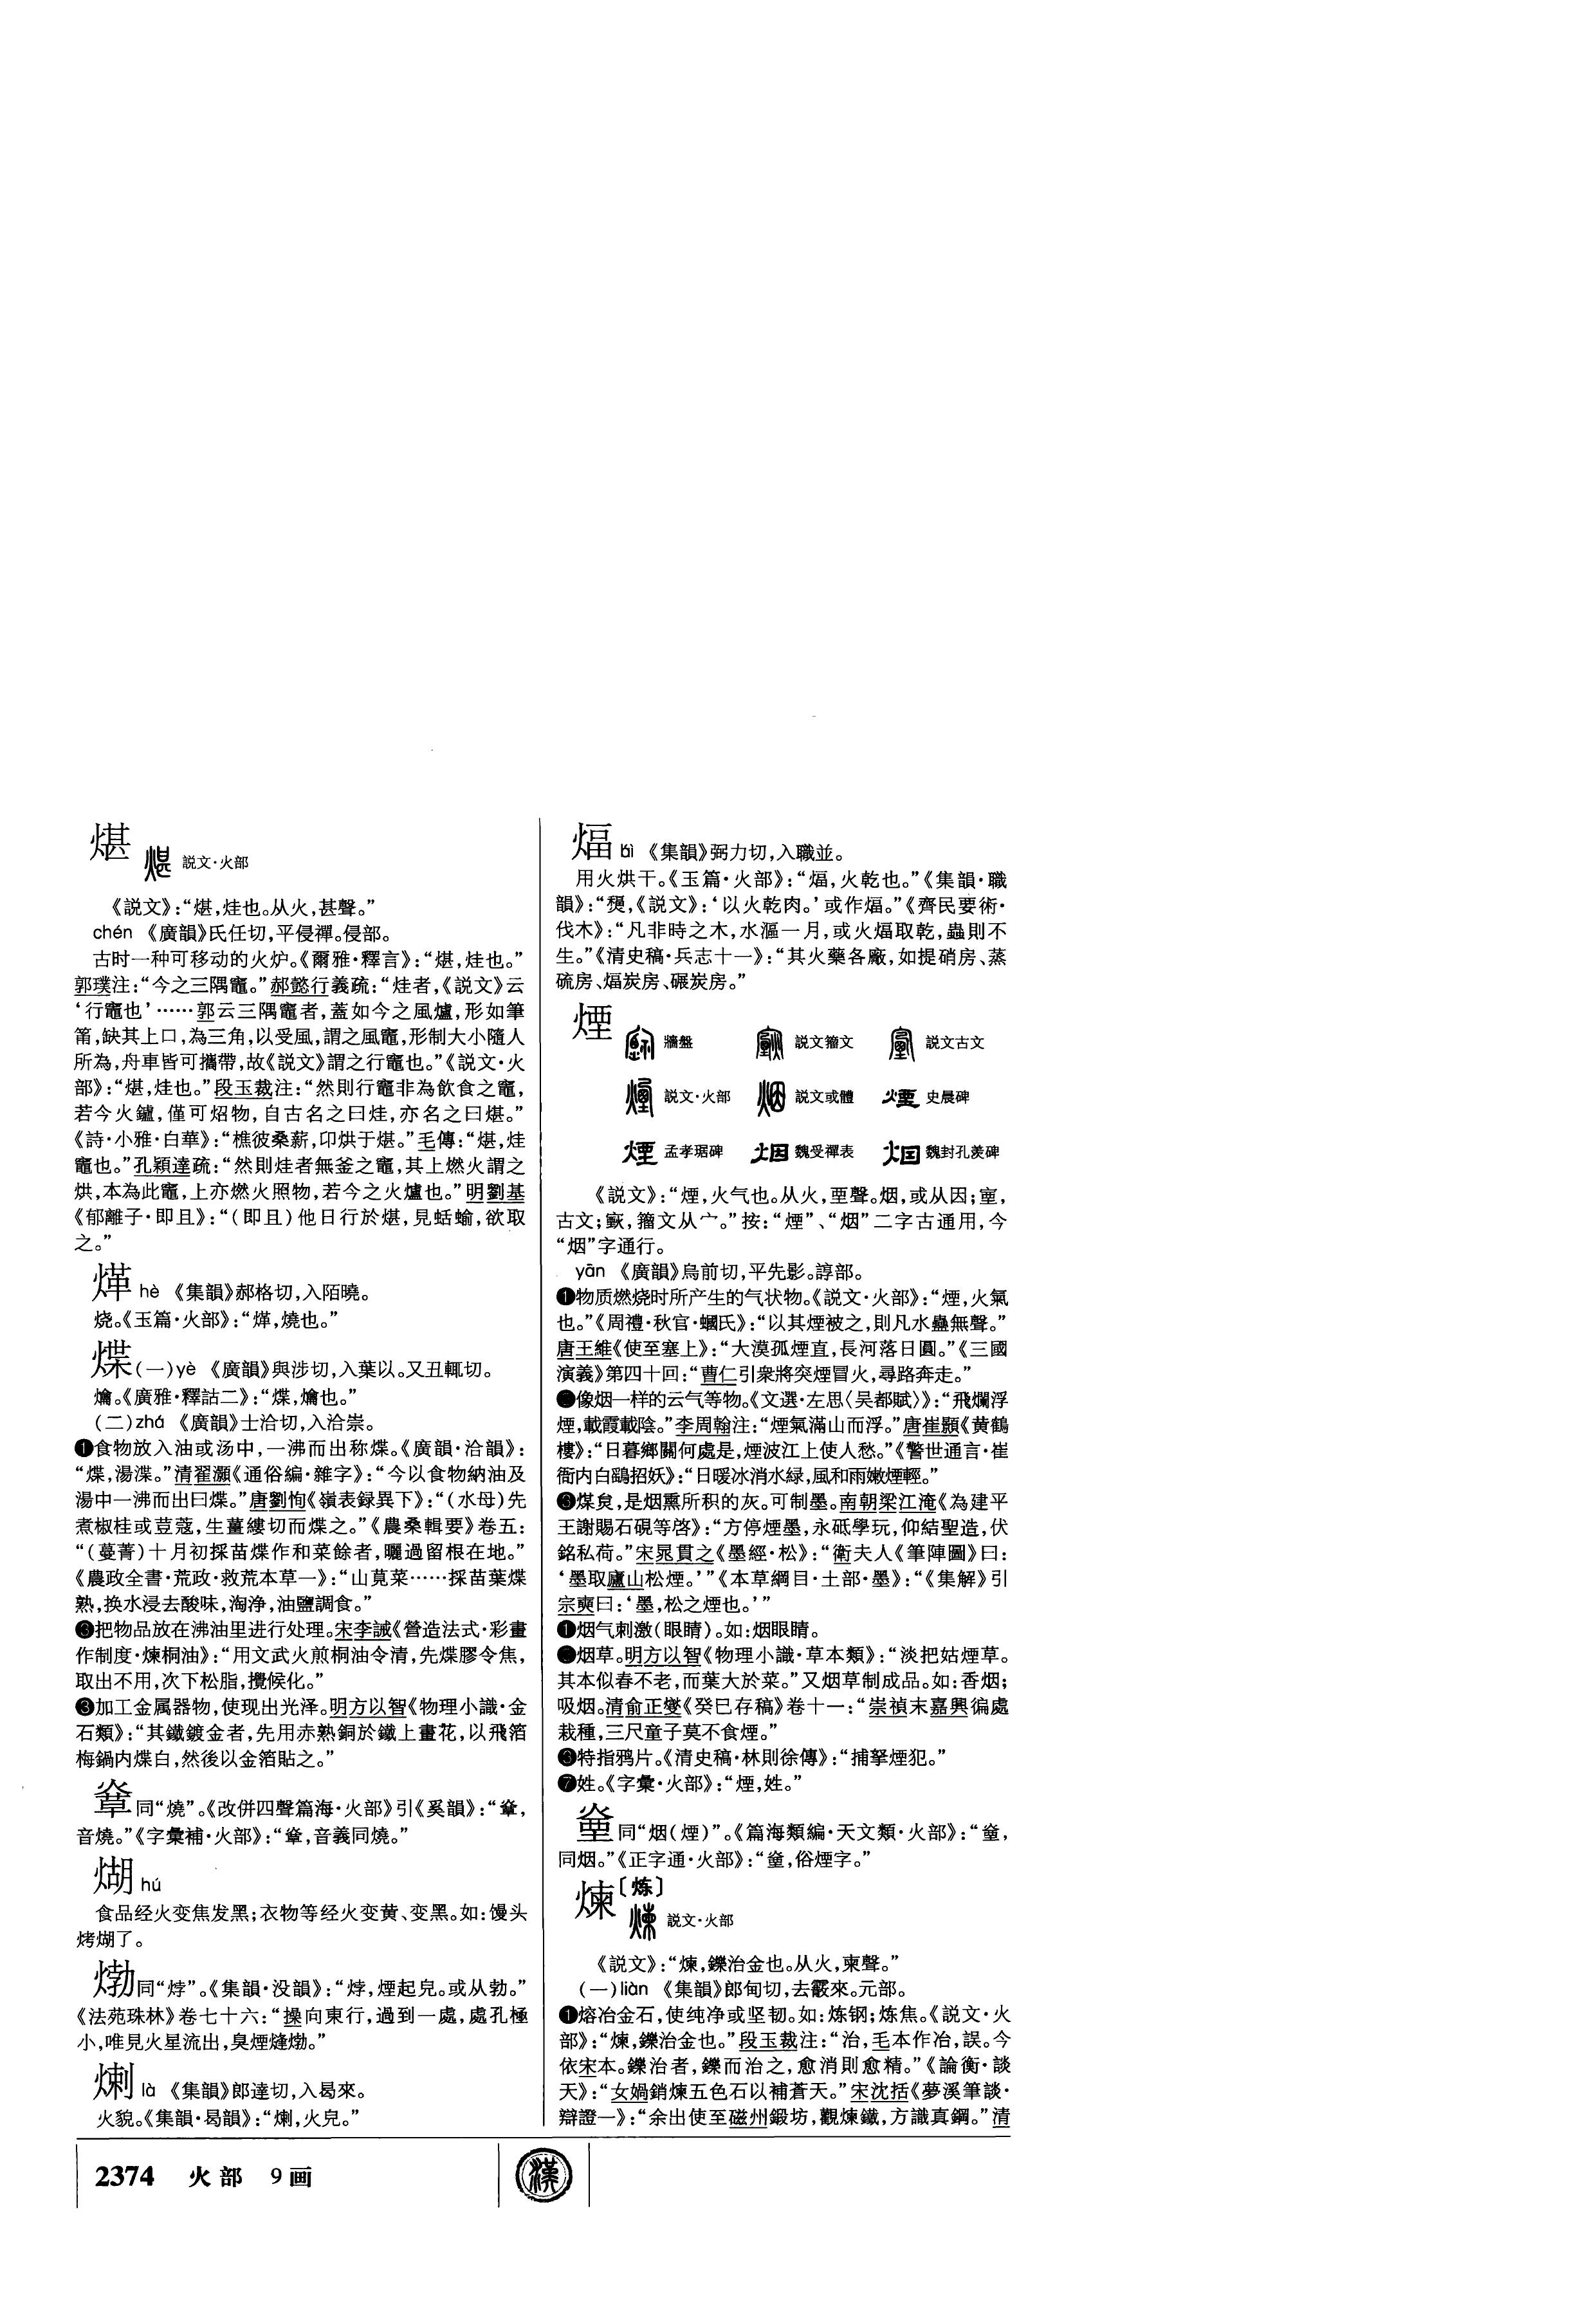 煁
説文·火部
《説文》：“煁，烓也。从火，甚聲。”
chén 《廣韻》氏任切，平侵禪。侵部。
古时一种可移动的火炉。《爾雅·釋言》：“煁，烓也。”
郭璞注：“今之三隅竈。”郝懿行義疏：“烓者，《説文》云
‘行竈也’……郭云三隅竈者，蓋如今之風爐，形如筆
筩，缺其上口，為三角，以受風，謂之風竈，形制大小隨人
所為，舟車皆可攜帶，故《説文》謂之行竈也。”《説文·火
部》：“煁，烓也。”段玉裁注：“然則行竈非為飲食之竈，
若今火鑪，僅可炤物，自古名之曰烓，亦名之曰煁。”
《詩·小雅·白華》：“樵彼桑薪，卬烘于煁。”毛傳：“煁，烓
竈也。”孔穎達疏：“然則烓者無釜之竈，其上燃火謂之
烘，本為此竈，上亦燃火照物，若今之火爐也。”明劉基
《郁離子·即且》：“（即且）他日行於煁，見蛞蝓，欲取
之。”
㷎 hè 《集韻》郝格切，入陌曉。
烧。《玉篇·火部》：“㷎，燒也。”
煠（一）yè 《廣韻》與涉切，入葉以。又丑輒切。
爚。《廣雅·釋詁二》：“煠，爚也。”
（二）zhá 《廣韻》士洽切，入洽崇。
❶食物放入油或汤中，一沸而出称煠。《廣韻·洽韻》：
“煠，湯渫。”清翟灝《通俗編·雜字》：“今以食物納油及
湯中一沸而出曰煠。”唐劉恂《嶺表録異下》：“（水母）先
煮椒桂或荳蔻，生薑縷切而煠之。”《農桑輯要》卷五：
“（蔓菁）十月初採苗煠作和菜餘者，曬過留根在地。”
《農政全書·荒政·救荒本草一》：“山莧菜……採苗葉煠
熟，换水浸去酸味，淘净，油鹽調食。”
❸把物品放在沸油里进行处理。宋李誡《營造法式·彩畫
作制度·煉桐油》：“用文武火煎桐油令清，先煠膠令焦，
取出不用，次下松脂，攪候化。”
❸加工金属器物，使现出光泽。明方以智《物理小識·金
石類》：“其鐵鍍金者，先用赤熟銅於鐵上畫花，以飛箔
梅鍋内煠白，然後以金箔貼之。”
同“燒”。《改併四聲篇海·火部》引《奚韻》：“，
音燒。”《字彙補·火部》：“，音義同燒。”
煳 hú
食品经火变焦发黑；衣物等经火变黄、变黑。如：馒头
烤煳了。
㶿同“㶿”。《集韻·没韻》：“，煙起皃。或从勃。”
《法苑珠林》卷七十六：“操向東行，過到一處，處孔極
小，唯見火星流出，臭煙熢㶿。”
㸊 là 《集韻》郎達切，入曷來。
火貌。《集韻·曷韻》：“，火皃。”
煏 bì 《集韻》弼力切，入職並。
用火烘干。《玉篇·火部》：“煏，火乾也。”《集韻·職
韻》：“㷶，《説文》：‘以火乾肉。’或作煏。”《齊民要術·
伐木》：“凡非時之木，水漚一月，或火煏取乾，蟲則不
生。”《清史稿·兵志十一》：“其火藥各廠，如提硝房、蒸
硫房、煏炭房、碾炭房。”
煙
牆盤 説文籀文 説文古文
説文·火部 説文或體 史晨碑
孟孝琚碑 魏受禪表 魏封孔羨碑
《説文》：“煙，火气也。从火，垔聲。烟，或从因；𡨾，
古文；𡫼，籀文从宀。”按：“煙”、“烟”二字古通用，今
“烟”字通行。
yān 《廣韻》烏前切，平先影。諄部。
❶物质燃烧时所产生的气状物。《説文·火部》：“煙，火氣
也。”《周禮·秋官·蟈氏》：“以其煙被之，則凡水蠱無聲。”
唐王維《使至塞上》：“大漠孤煙直，長河落日圓。”《三國
演義》第四十回：“曹仁引衆將突煙冒火，尋路奔走。”
❷像烟一样的云气等物。《文選·左思〈吴都賦〉》：“飛爓浮
煙，載霞載陰。”李周翰注：“煙氣滿山而浮。”唐崔顥《黄鶴
樓》：“日暮鄉關何處是，煙波江上使人愁。”《警世通言·崔
衙内白鷂招妖》：“日暖冰消水緑，風和雨嫩煙輕。”
❸煤炱，是烟熏所积的灰。可制墨。南朝梁江淹《為建平
王謝賜石硯等啓》：“方停煙墨，永砥學玩，仰結聖造，伏
銘私荷。”宋晁貫之《墨經·松》：“衛夫人《筆陣圖》曰：
‘墨取廬山松煙。’”《本草綱目·土部·墨》：“《集解》引
宗奭曰：‘墨，松之煙也。’”
❶烟气刺激（眼睛）。如：烟眼睛。
❷烟草。明方以智《物理小識·草本類》：“淡把姑煙草。
其本似春不老，而葉大於菜。”又烟草制成品。如：香烟；
吸烟。清俞正燮《癸巳存稿》卷十一：“崇禎末嘉興徧處
栽種，三尺童子莫不食煙。”
❸特指鸦片。《清史稿·林則徐傳》：“捕拏煙犯。”
❼姓。《字彙·火部》：“煙，姓。”
同“烟（煙）”。《篇海類編·天文類·火部》：“，
同烟。”《正字通·火部》：“，俗煙字。”
煉〔炼〕
説文·火部
《説文》：“煉，鑠治金也。从火，柬聲。”
（一）liàn 《集韻》郎甸切，去霰來。元部。
❶熔冶金石，使纯净或坚韧。如：炼钢；炼焦。《説文·火
部》：“煉，鑠治金也。”段玉裁注：“治，毛本作冶，誤。今
依宋本。鑠治者，鑠而治之，愈消則愈精。”《論衡·談
天》：“女媧銷煉五色石以補蒼天。”宋沈括《夢溪筆談·
辯證一》：“余出使至磁州鍛坊，觀煉鐵，方識真鋼。”清
2374 火部 9画
漢